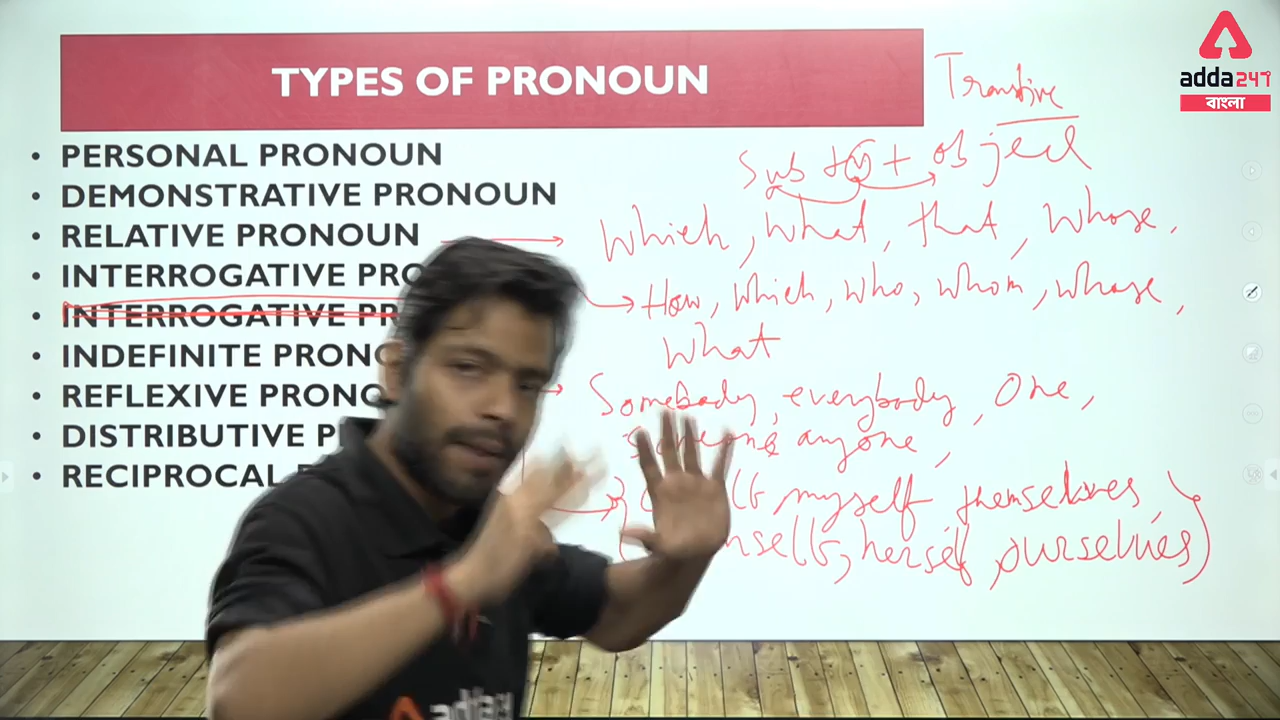 TYPES OF PRONOUN
adda247
বাংলা
• PERSONAL PRONOUN
• DEMONSTRATIVE PRONOUN
• RELATIVE PRONOUN
• INTERROGATIVE PRO
• INTERROGATIVE PR
• INDEFINITE PRONO
• REFLEXIVE PRONO
• DISTRIBUTIVE P
• RECIPROCAL
Transitive
Sub + V + object
Which, What, that, Whose,
How, which, who, whom, whose,
What
Somebody, everybody, One,
Someone anyone,
myself themselves,
herself, ourselves)
adda247